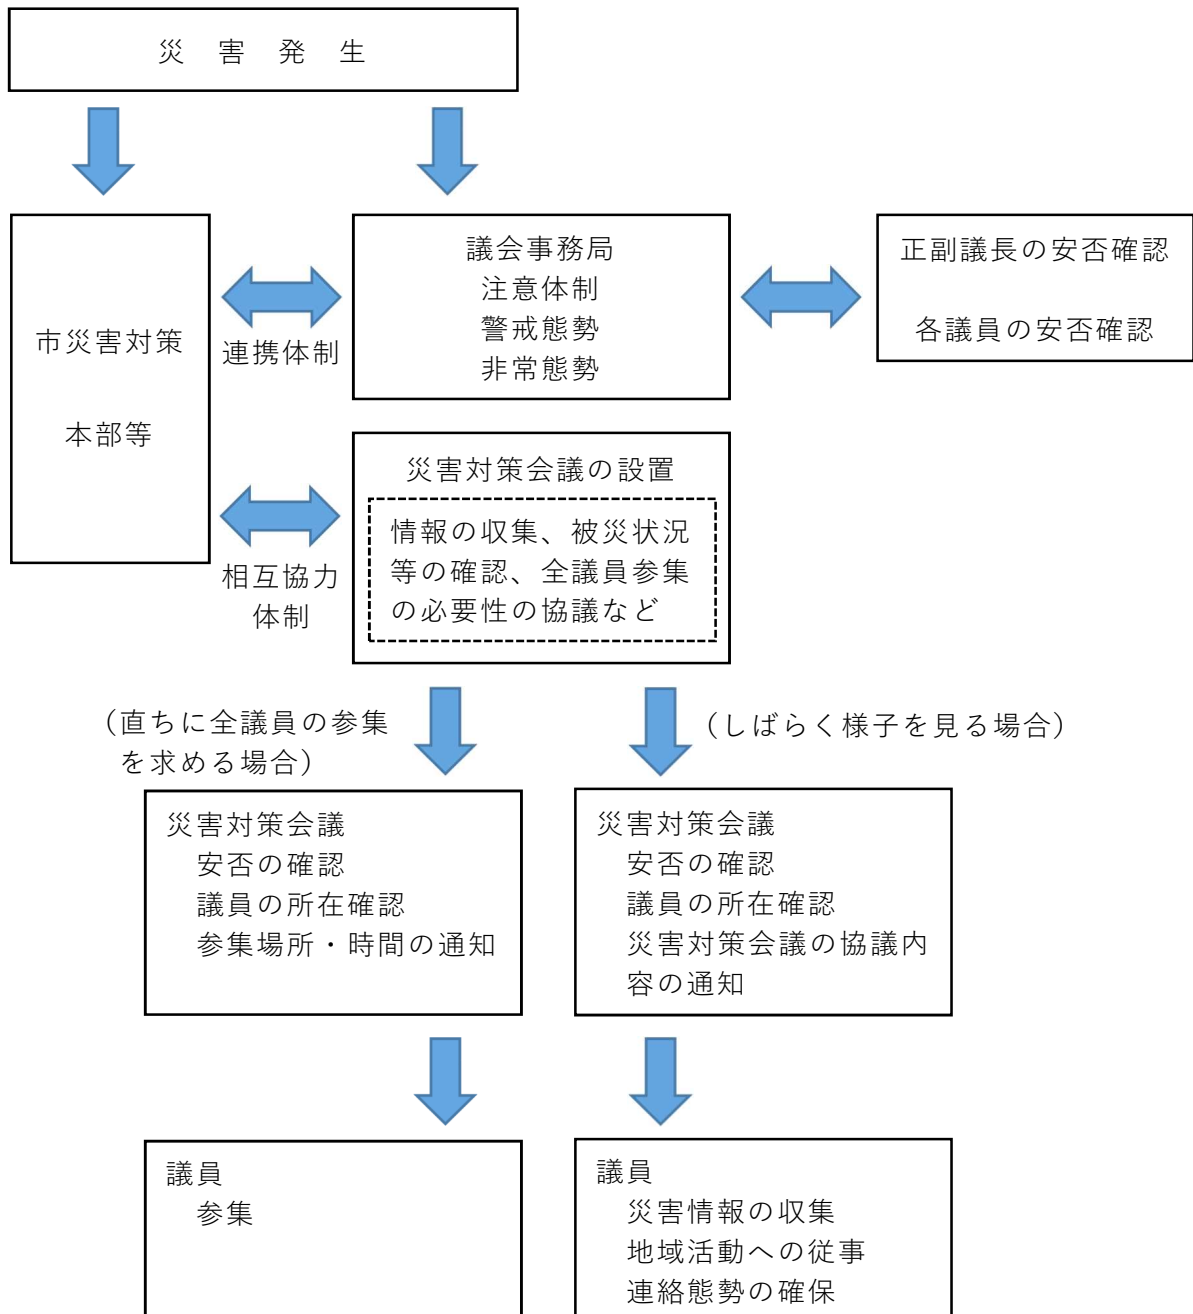 災　害　発　生
市災害対策
本部等
連携体制
議会事務局
注意体制
警戒態勢
非常態勢
正副議長の安否確認
各議員の安否確認
相互協力
体制
災害対策会議の設置
情報の収集、被災状況
等の確認、全議員参集
の必要性の協議など
（直ちに全議員の参集
を求める場合）
（しばらく様子を見る場合）
災害対策会議
安否の確認
議員の所在確認
参集場所・時間の通知
災害対策会議
安否の確認
議員の所在確認
災害対策会議の協議内
容の通知
議員
参集
議員
災害情報の収集
地域活動への従事
連絡態勢の確保